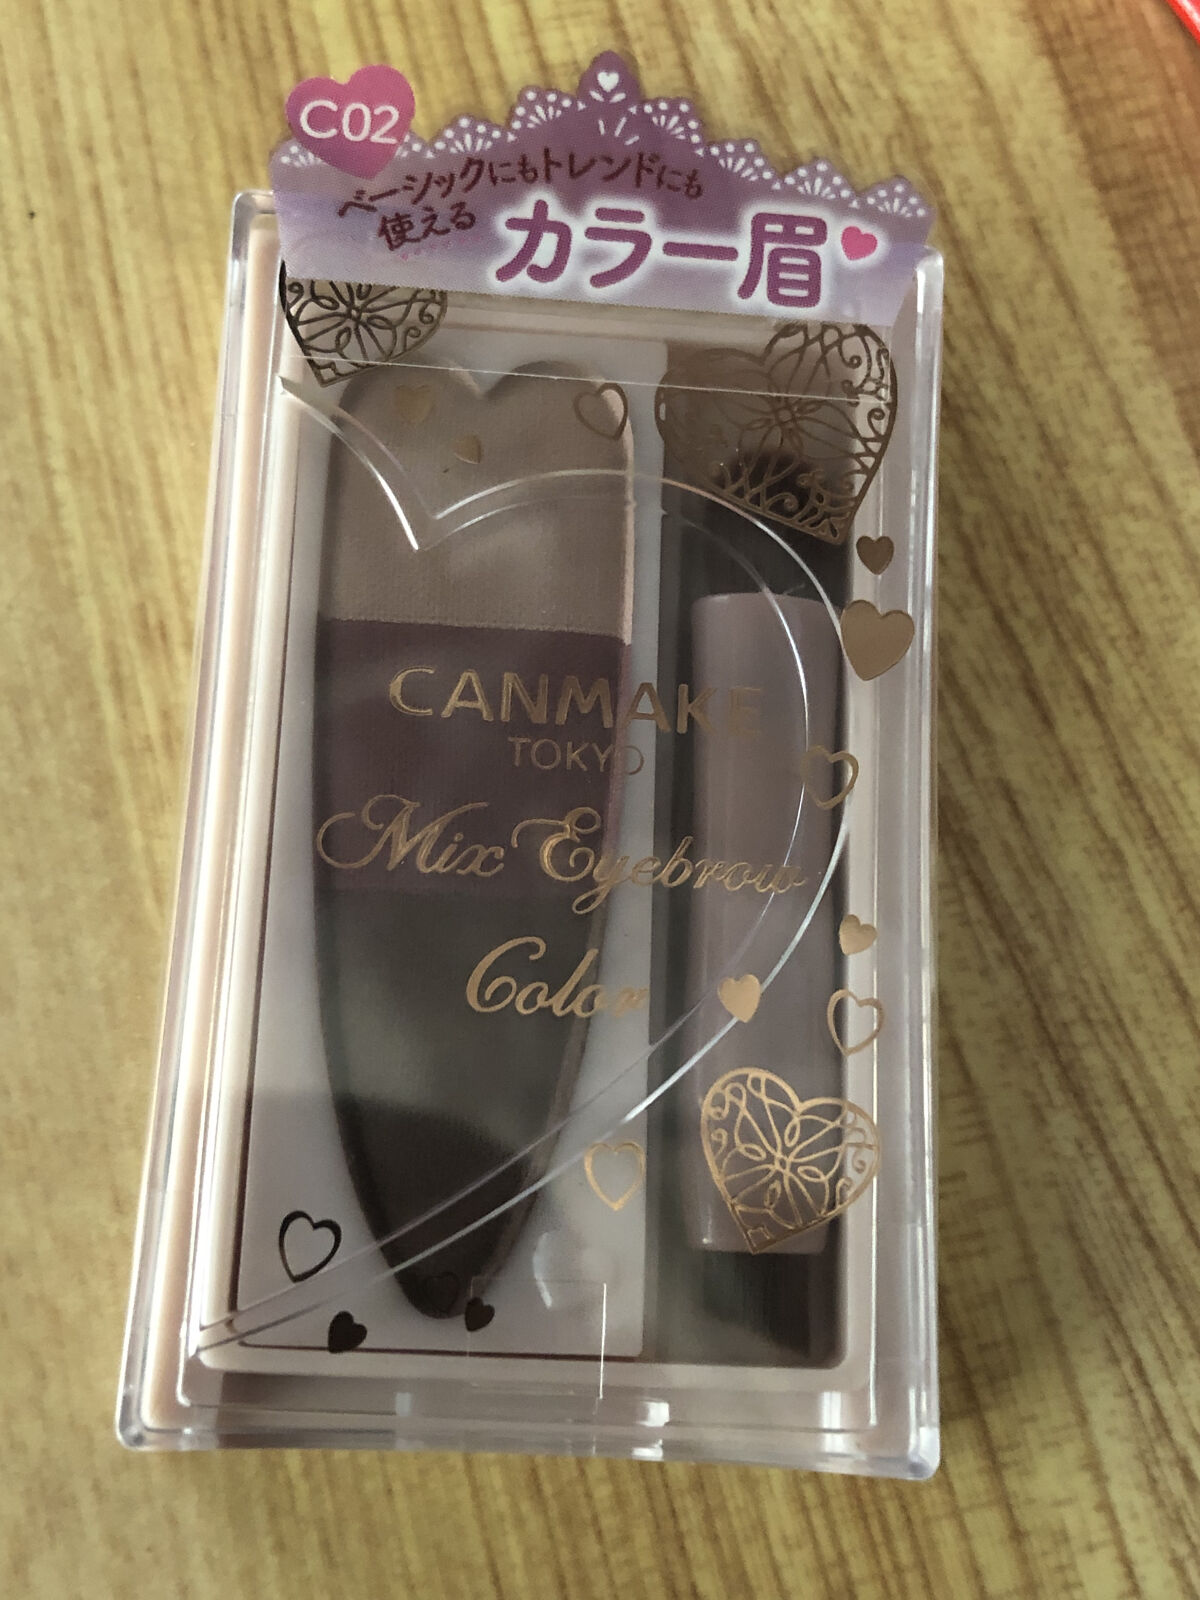 C02
ベーシックにもトレンドにも
使える
カラー眉
CANMAKE
TOKYO
Mix Eyebrow
Color